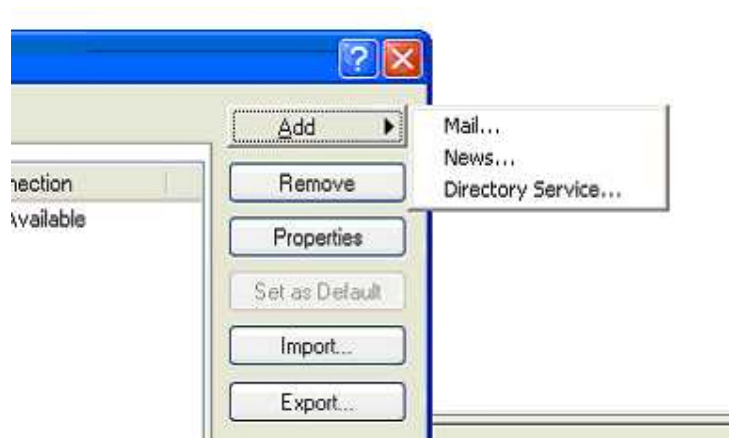 ?
Add
Mail...
News...
Directory Service...
nection
Remove
Available
Properties
Set as Default
Import...
Export...